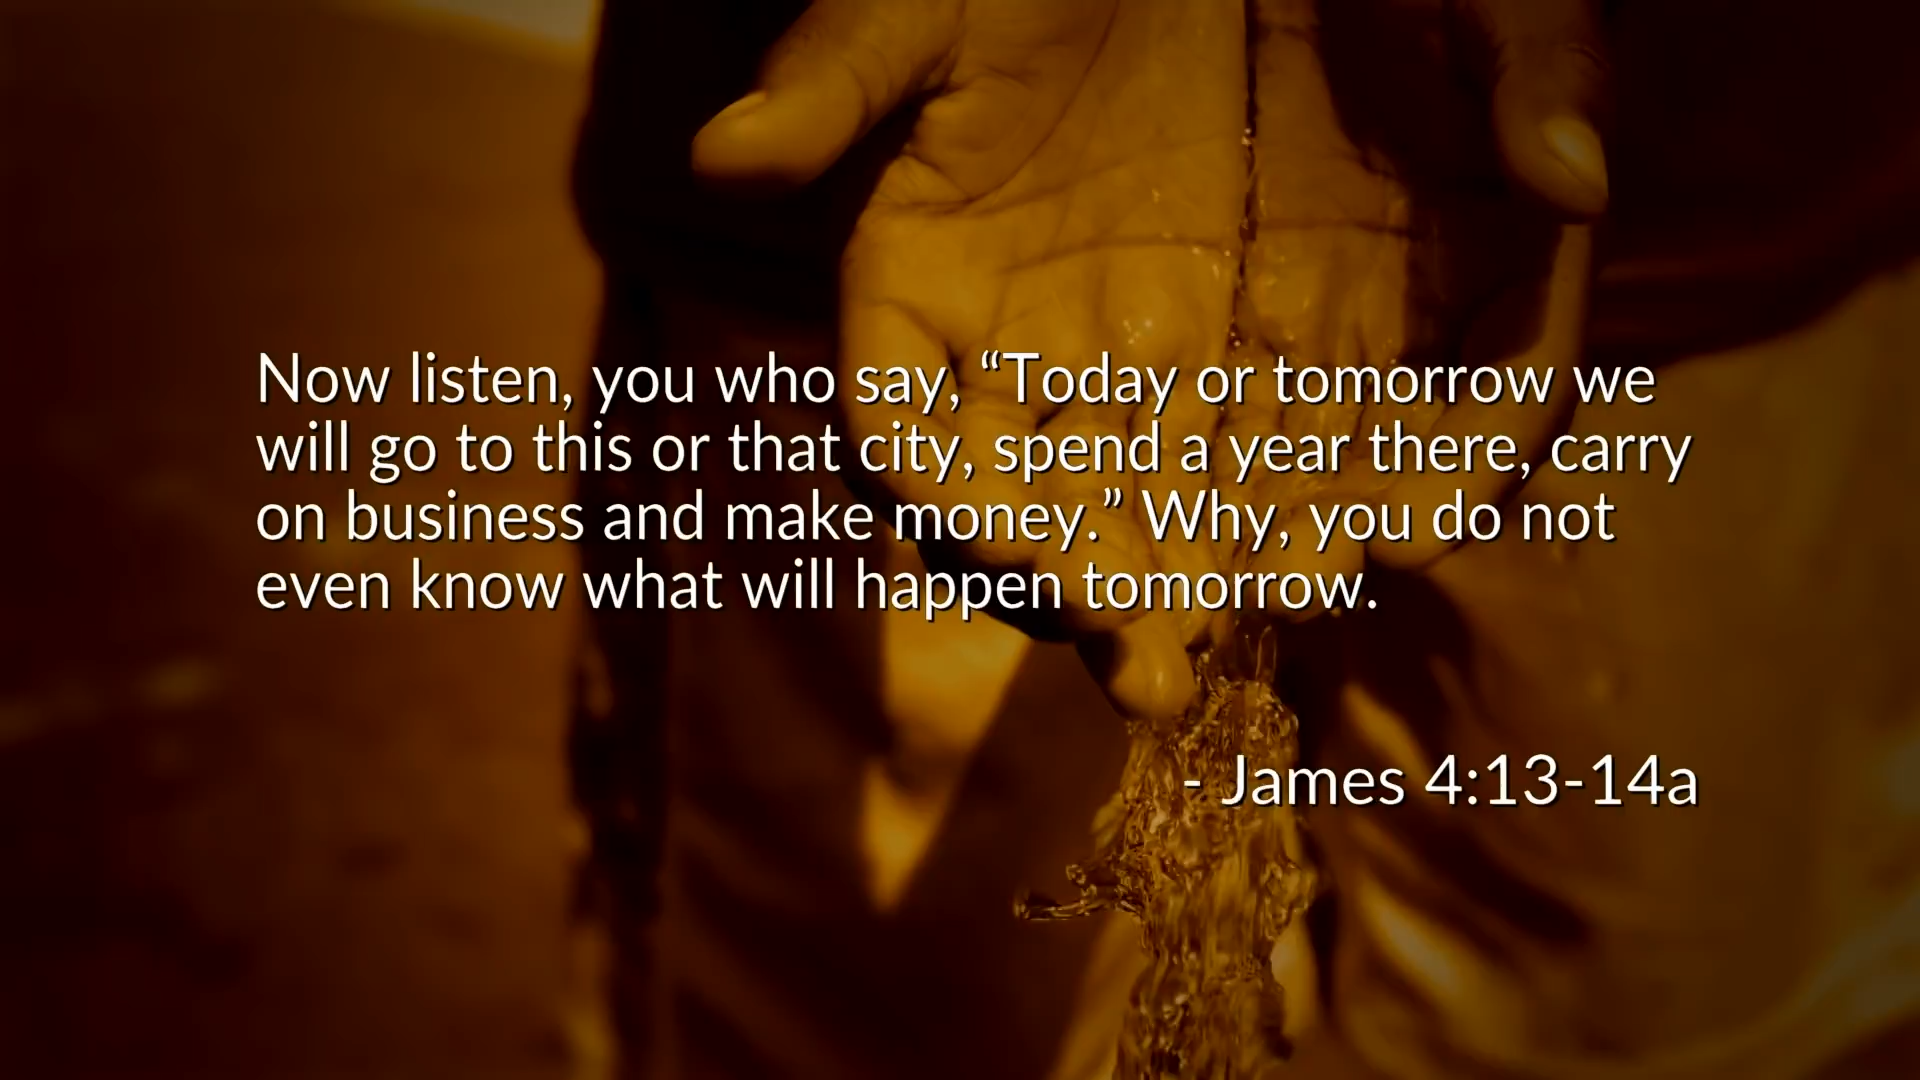 Now listen, you who say, “Today or tomorrow we
will go to this or that city, spend a year there, carry
on business and make money.” Why, you do not
even know what will happen tomorrow.
- James 4:13-14a